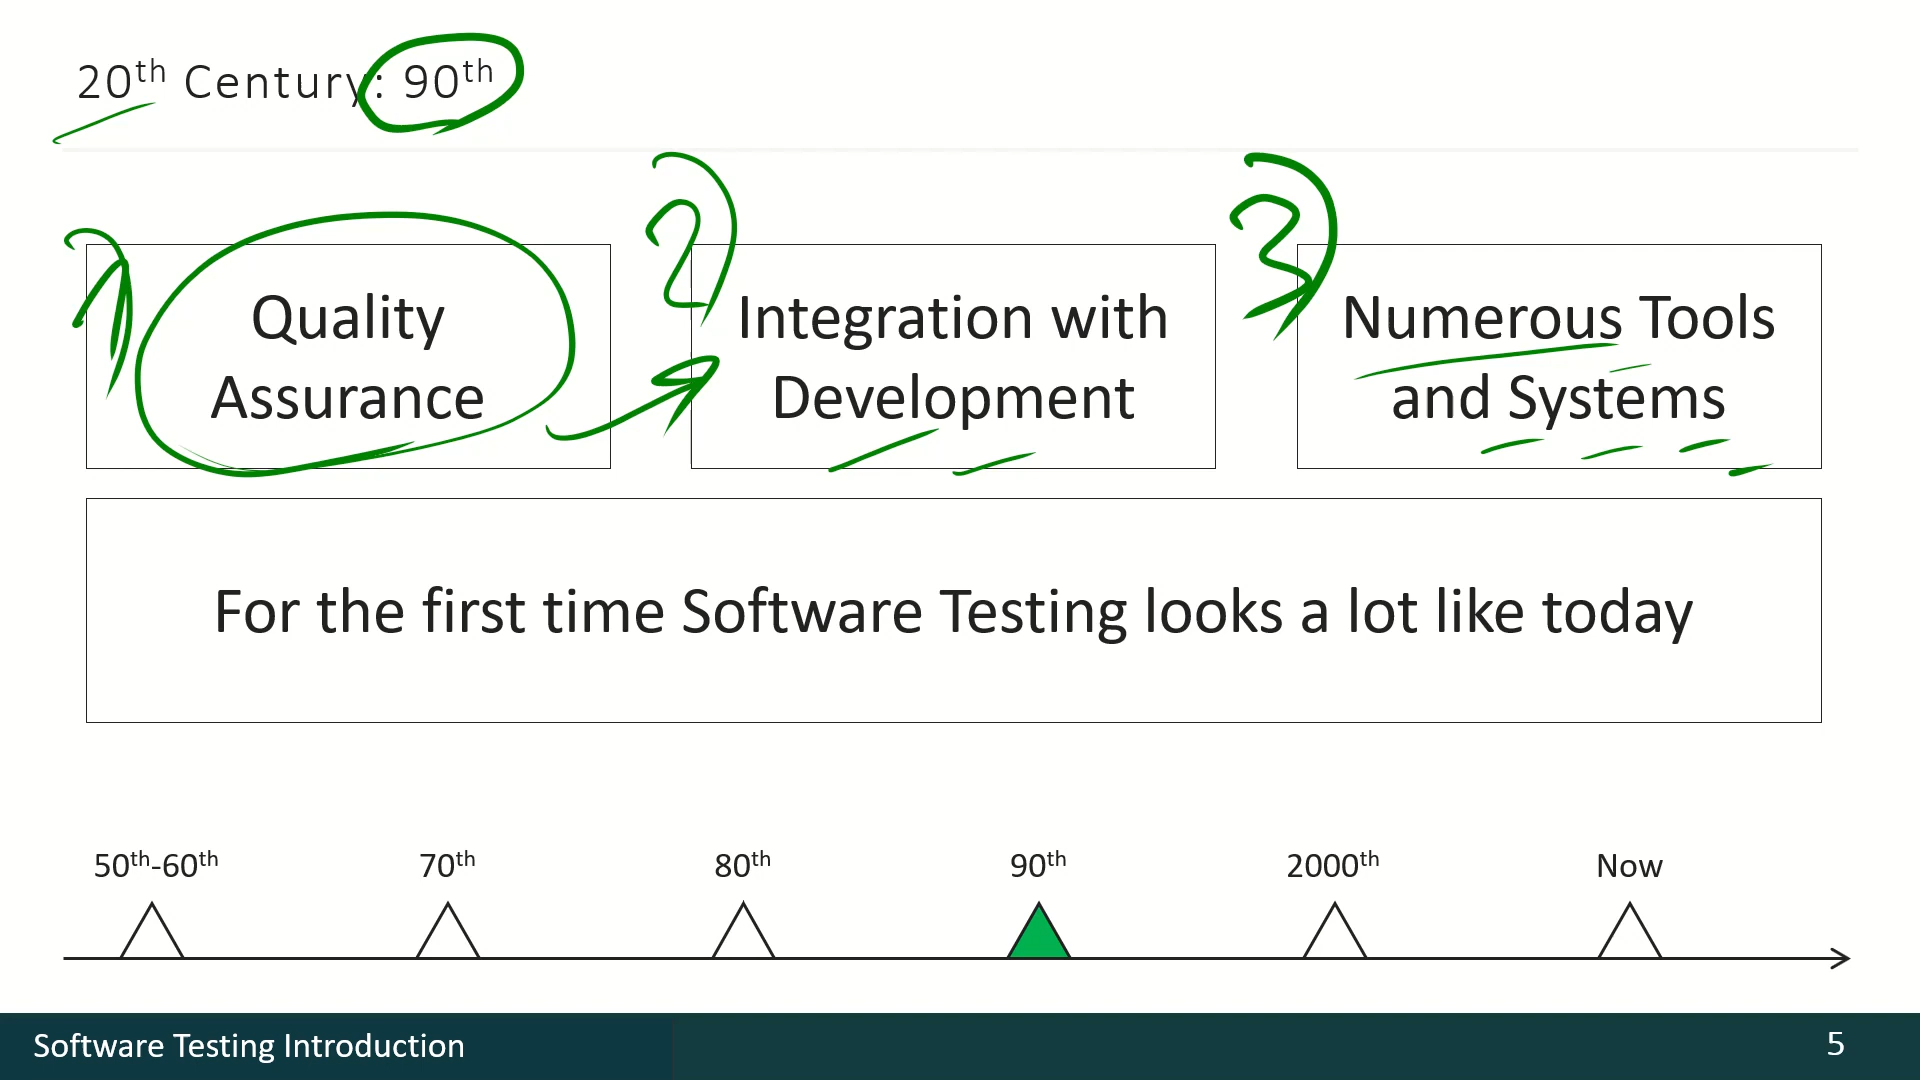 20th Century: 90th
1)
2)
3)
Quality
Assurance
Integration with
Development
Numerous Tools
and Systems
For the first time Software Testing looks a lot like today
50th-60th
70th
80th
90th
2000th
Now
Software Testing Introduction
5